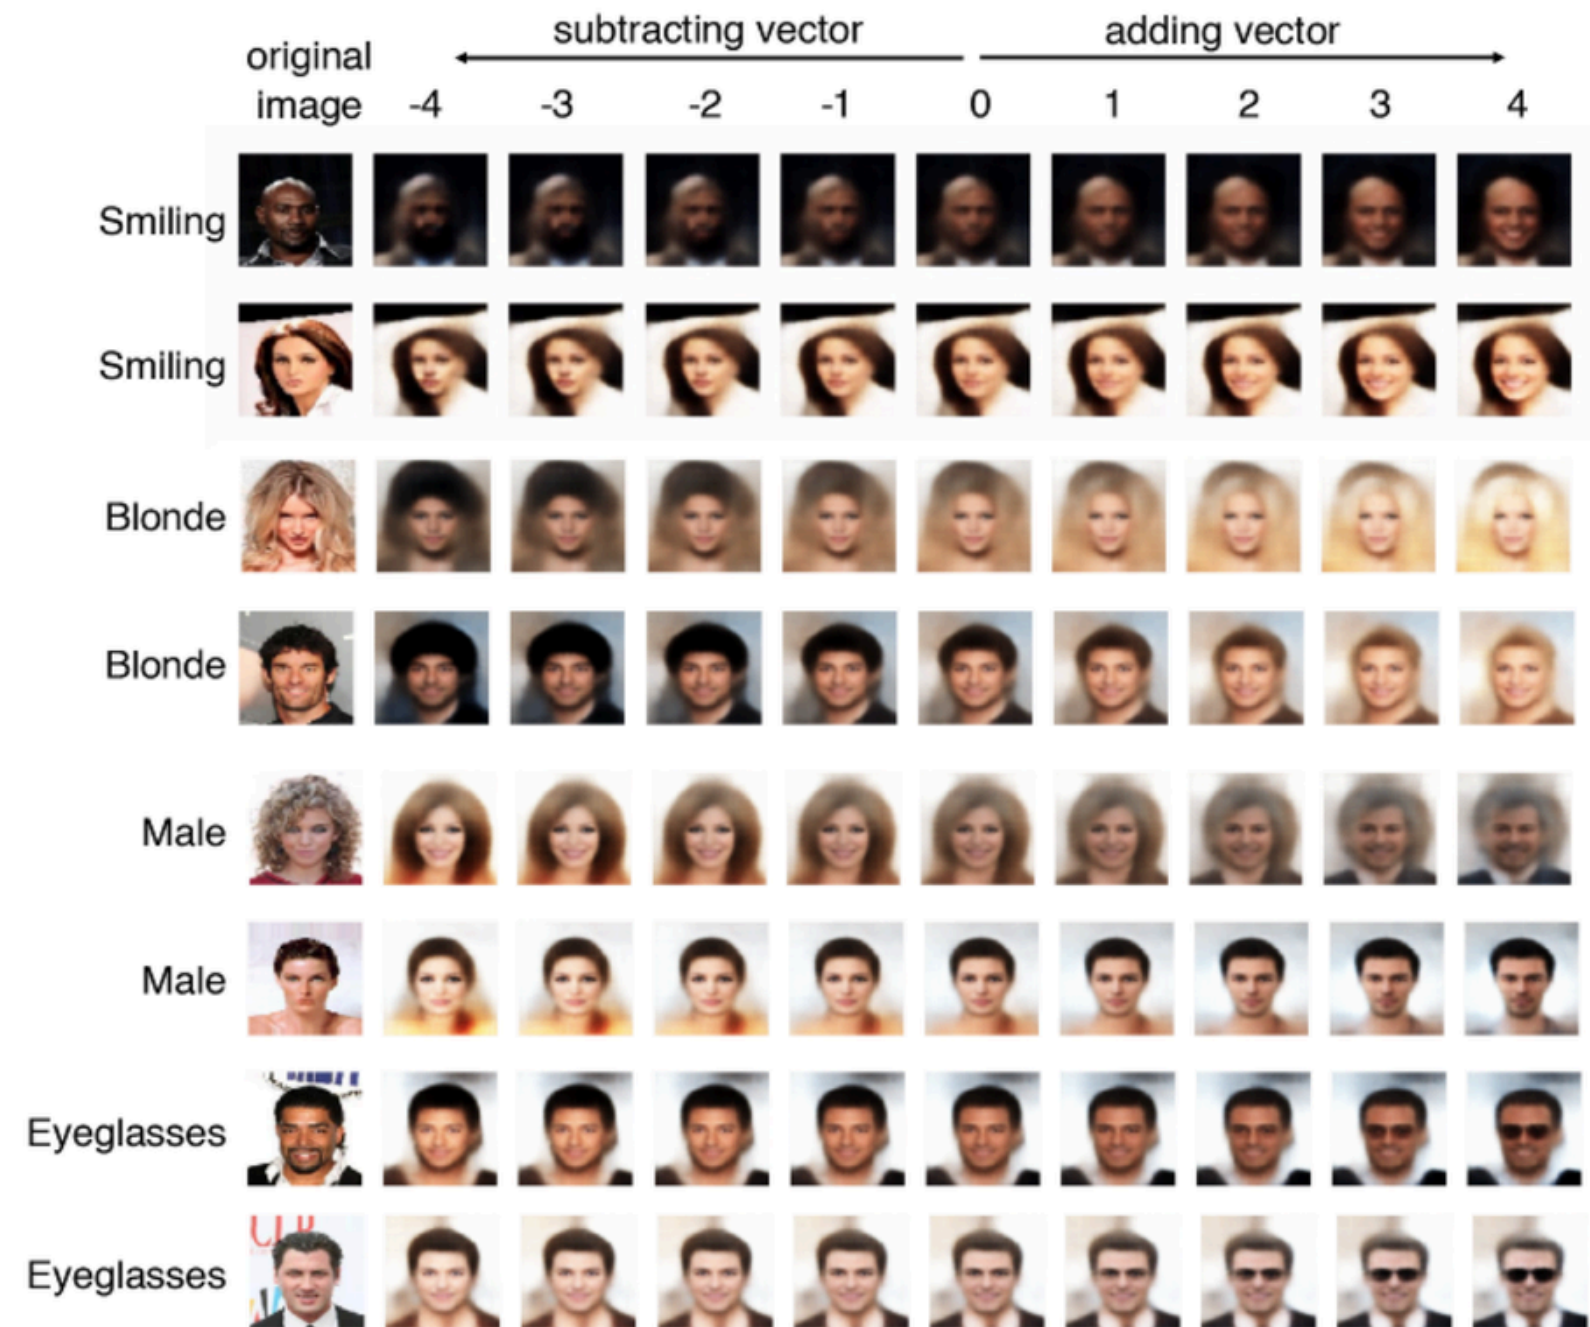 subtracting vector adding vector
original
image -4 -3 -2 -1 0 1 2 3 4
Smiling
Smiling
Blonde
Blonde
Male
Male
Eyeglasses
Eyeglasses